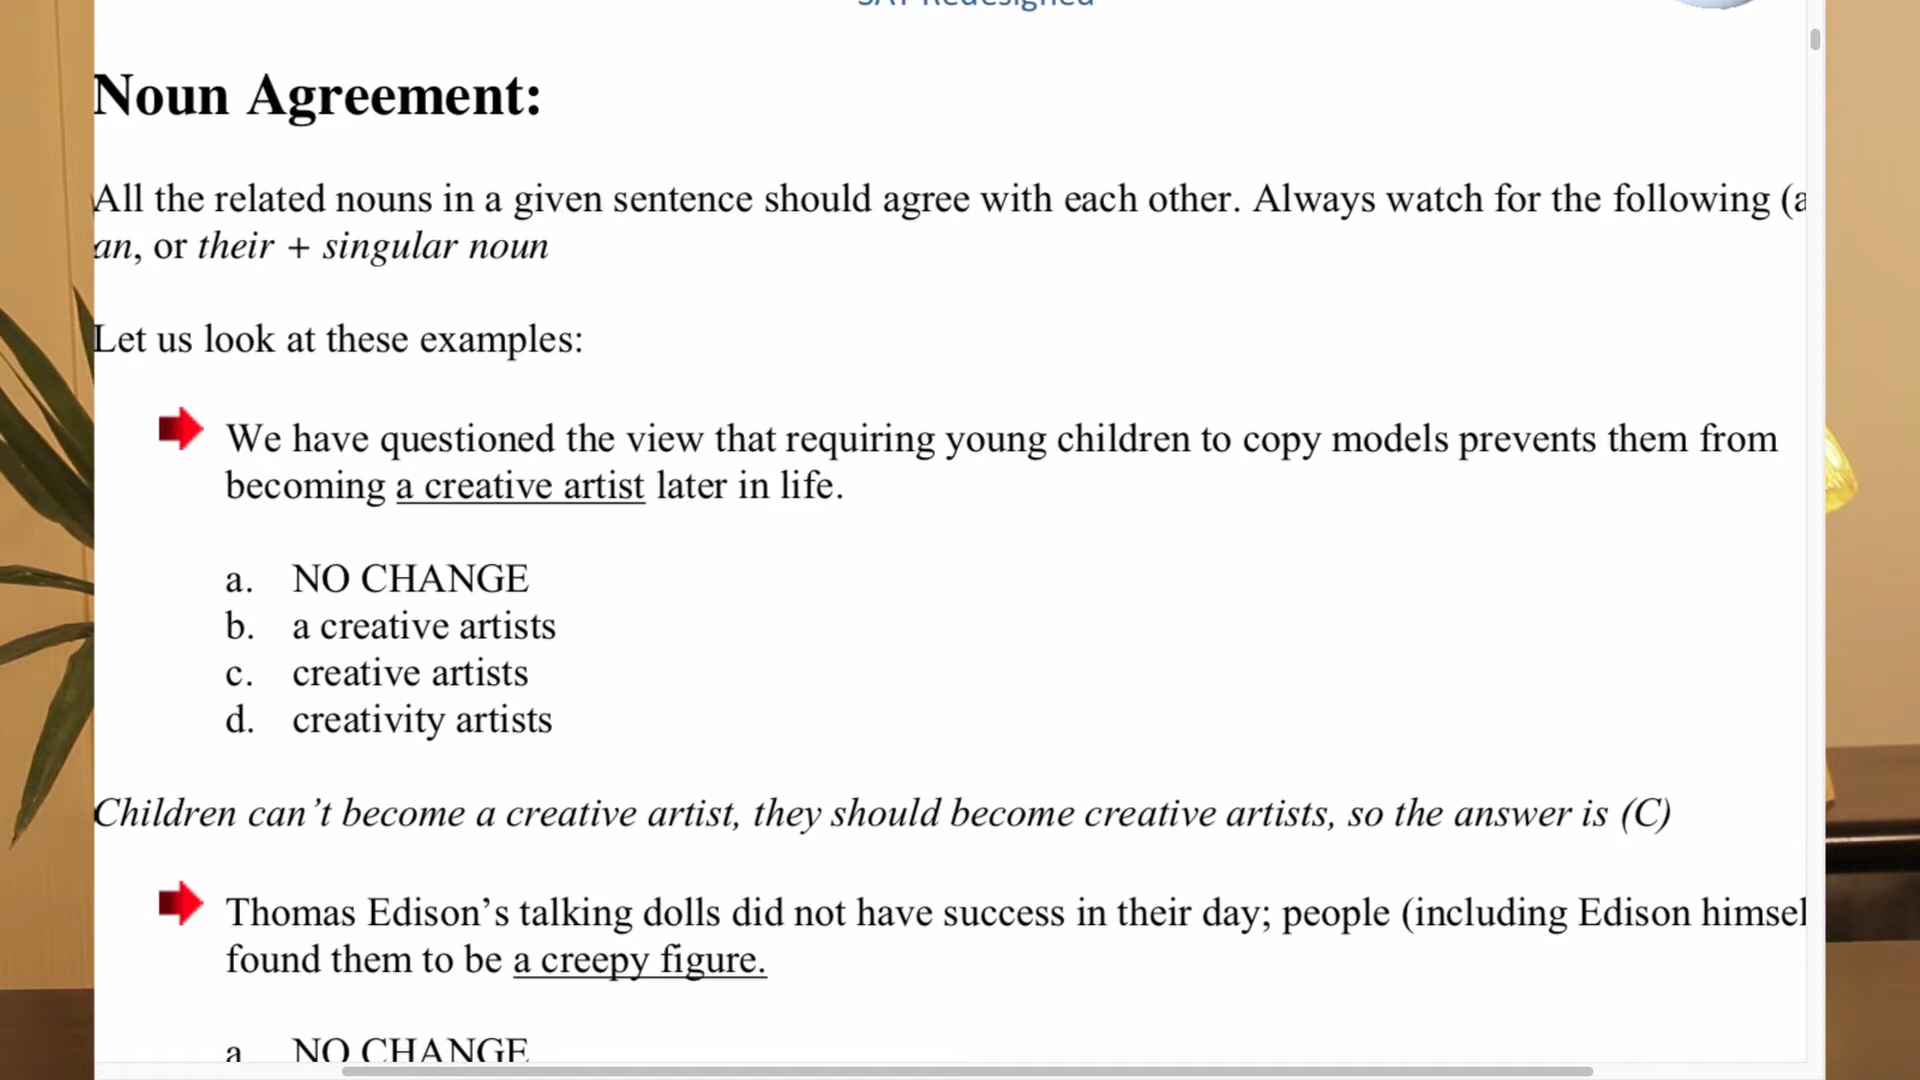 SAT Redesigned
Noun Agreement:
All the related nouns in a given sentence should agree with each other. Always watch for the following (a
an, or their + singular noun
Let us look at these examples:
We have questioned the view that requiring young children to copy models prevents them from
becoming a creative artist later in life.
a. NO CHANGE
b. a creative artists
c. creative artists
d. creativity artists
Children can’t become a creative artist, they should become creative artists, so the answer is (C)
Thomas Edison’s talking dolls did not have success in their day; people (including Edison himsel
found them to be a creepy figure.
a NO CHANGE